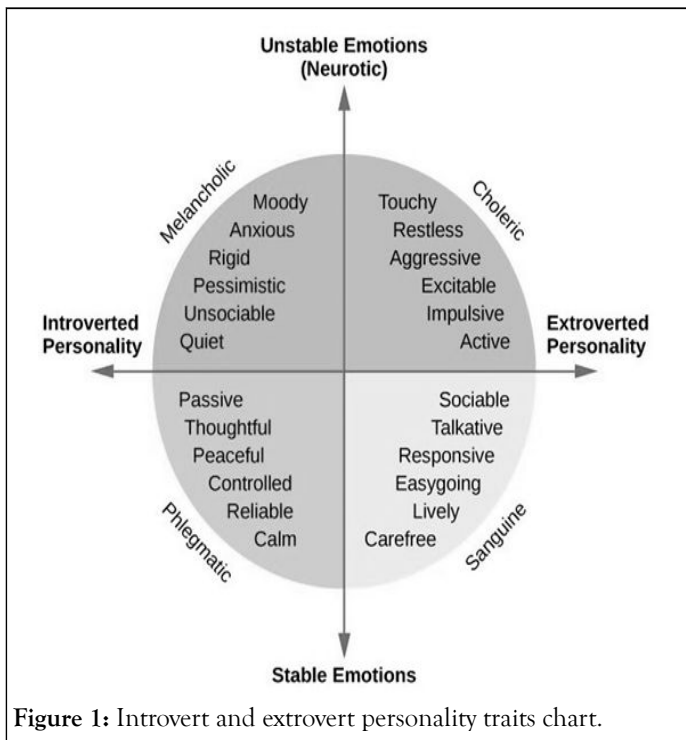 Unstable Emotions
(Neurotic)
Melancholic
Choleric
Moody
Anxious
Rigid
Pessimistic
Unsociable
Quiet
Touchy
Restless
Aggressive
Excitable
Impulsive
Active
Introverted
Personality
Extroverted
Personality
Passive
Thoughtful
Peaceful
Controlled
Reliable
Calm
Sociable
Talkative
Responsive
Easygoing
Lively
Carefree
Phlegmatic
Sanguine
Stable Emotions
Figure 1: Introvert and extrovert personality traits chart.